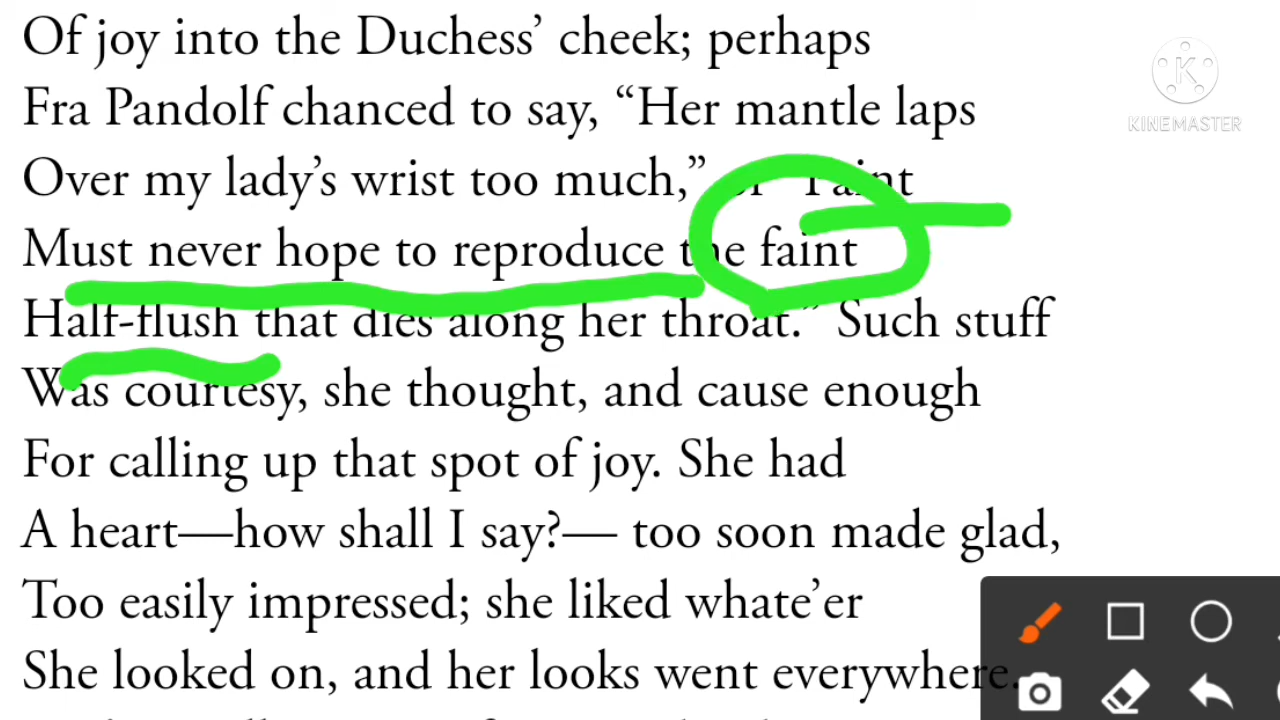 Of joy into the Duchess’ cheek; perhaps
Fra Pandolf chanced to say, “Her mantle laps
Over my lady’s wrist too much,” or “Paint
Must never hope to reproduce the faint
Half-flush that dies along her throat.” Such stuff
Was courtesy, she thought, and cause enough
For calling up that spot of joy. She had
A heart—how shall I say?— too soon made glad,
Too easily impressed; she liked whate’er
She looked on, and her looks went everywhere.
K
KINEMASTER